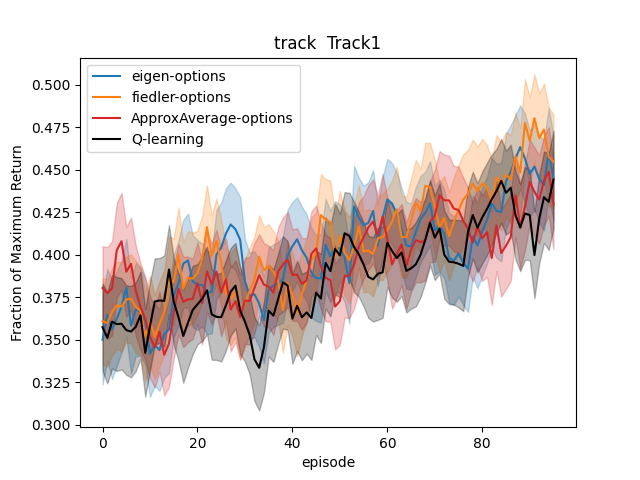 track  Track1
eigen-options
fiedler-options
ApproxAverage-options
Q-learning
Fraction of Maximum Return
0.500
0.475
0.450
0.425
0.400
0.375
0.350
0.325
0.300
0 20 40 60 80
episode